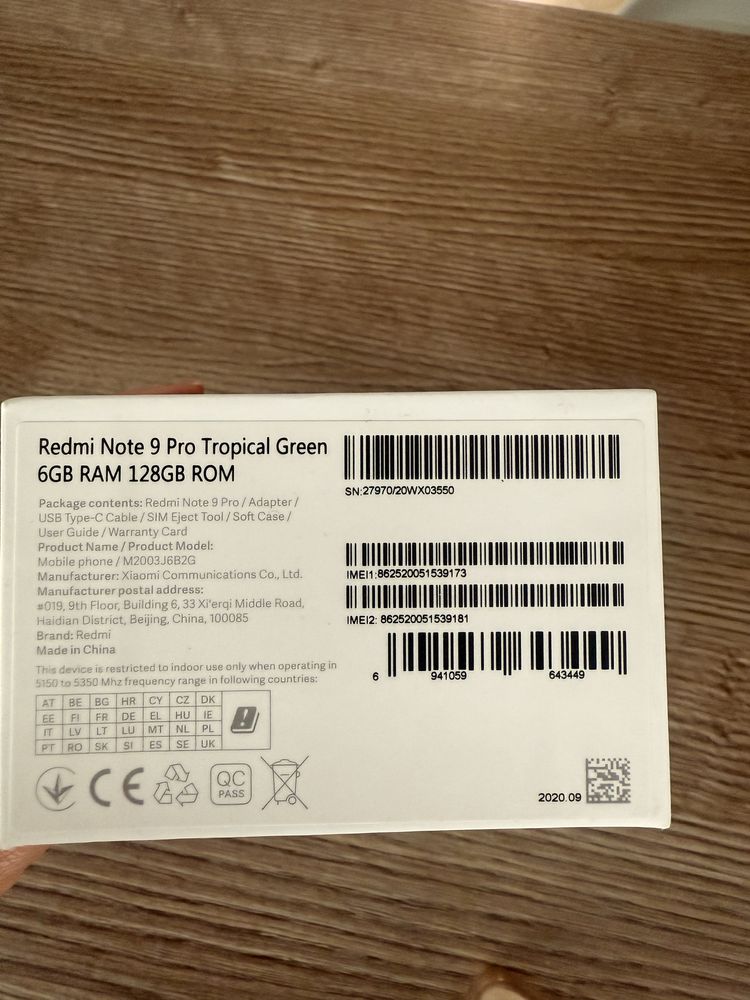 Redmi Note 9 Pro Tropical Green
6GB RAM 128GB ROM
Package contents: Redmi Note 9 Pro / Adapter /
USB Type-C Cable / SIM Eject Tool / Soft Case /
User Guide / Warranty Card
Product Name / Product Model:
Mobile phone / M2003J6B2G
Manufacturer: Xiaomi Communications Co., Ltd.
Manufacturer postal address:
#019, 9th Floor, Building 6, 33 Xi'erqi Middle Road,
Haidian District, Beijing, China, 100085
Brand: Redmi
Made in China
This device is restricted to indoor use only when operating in
5150 to 5350 Mhz frequency range in following countries:
AT BE BG HR CY CZ DK
EE FI FR DE EL HU IE
IT LV LT LU MT NL PL
PT RO SK SI ES SE UK
CE
QC
PASS
SN:27970/20WX03550
IMEI1:862520051539173
IMEI2: 862520051539181
6 941059 643449
2020.09